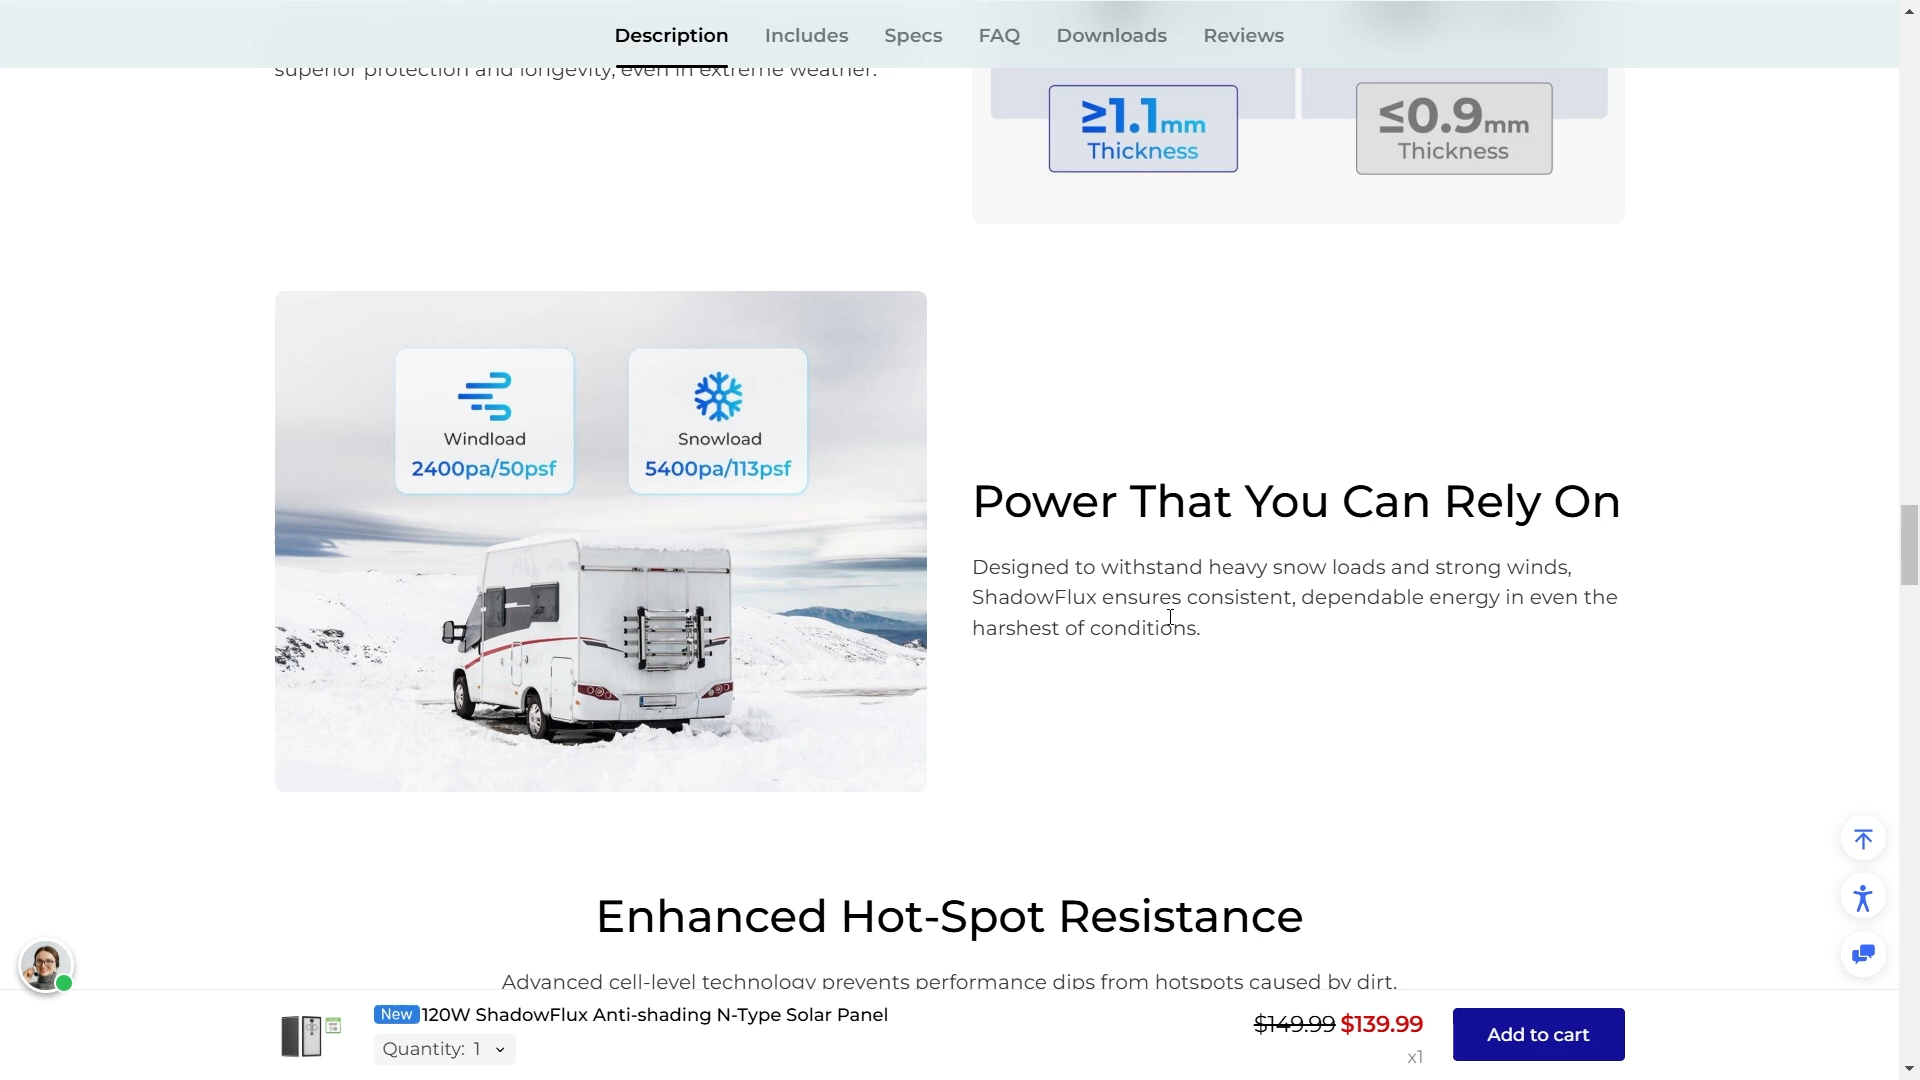 Description Includes Specs FAQ Downloads Reviews
superior protection and longevity, even in extreme weather.
≥1.1mm
Thickness
≤0.9mm
Thickness
Windload
2400pa/50psf
Snowload
5400pa/113psf
Power That You Can Rely On
Designed to withstand heavy snow loads and strong winds,
ShadowFlux ensures consistent, dependable energy in even the
harshest of conditions.
Enhanced Hot-Spot Resistance
Advanced cell-level technology prevents performance dips from hotspots caused by dirt,
New 120W ShadowFlux Anti-shading N-Type Solar Panel
Quantity: 1
$149.99 $139.99
x1
Add to cart